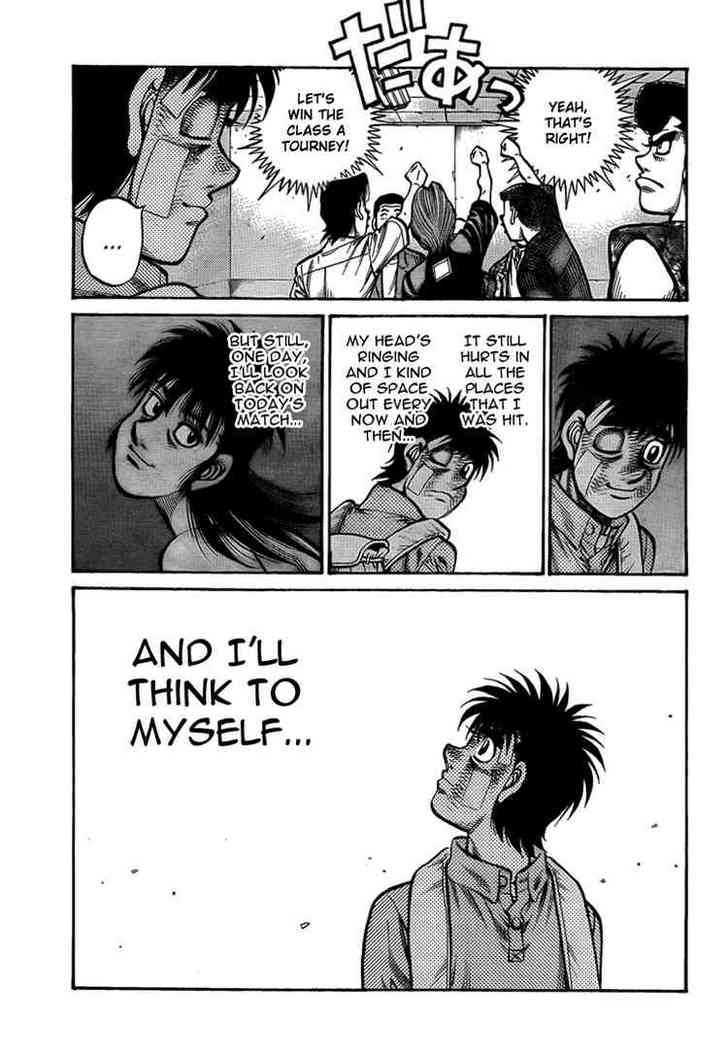 だあっ
YEAH,
THAT'S
RIGHT!
LET'S
WIN THE
CLASS A
TOURNEY!
...
IT STILL
HURTS IN
ALL THE
PLACES
THAT I
WAS HIT.
MY HEAD'S
RINGING
AND I KIND
OF SPACE
OUT EVERY
NOW AND
THEN...
BUT STILL,
ONE DAY,
I'LL LOOK
BACK ON
TODAY'S
MATCH...
AND I'LL
THINK TO
MYSELF...